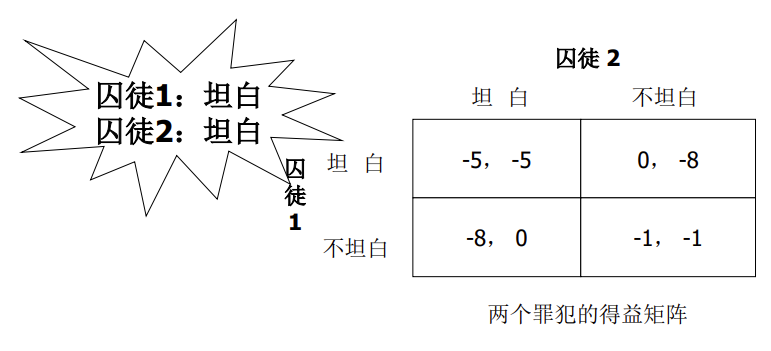 囚徒1：坦白
囚徒2：坦白
囚徒 2
坦 白
不坦白
囚徒1
坦 白
-5， -5
0， -8
不坦白
-8， 0
-1， -1
两个罪犯的得益矩阵